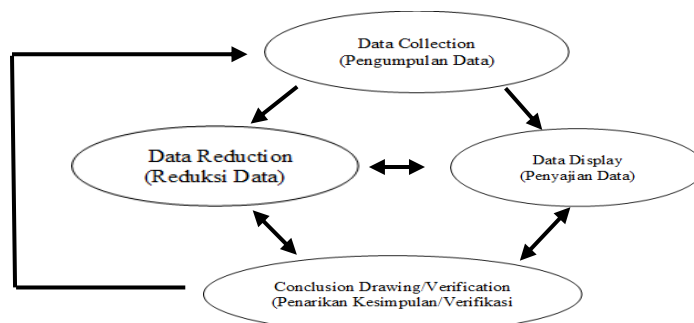 Data Collection
(Pengumpulan Data)
Data Reduction
(Reduksi Data)
Data Display
(Penyajian Data)
Conclusion Drawing/Verification
(Penarikan Kesimpulan/Verifikasi